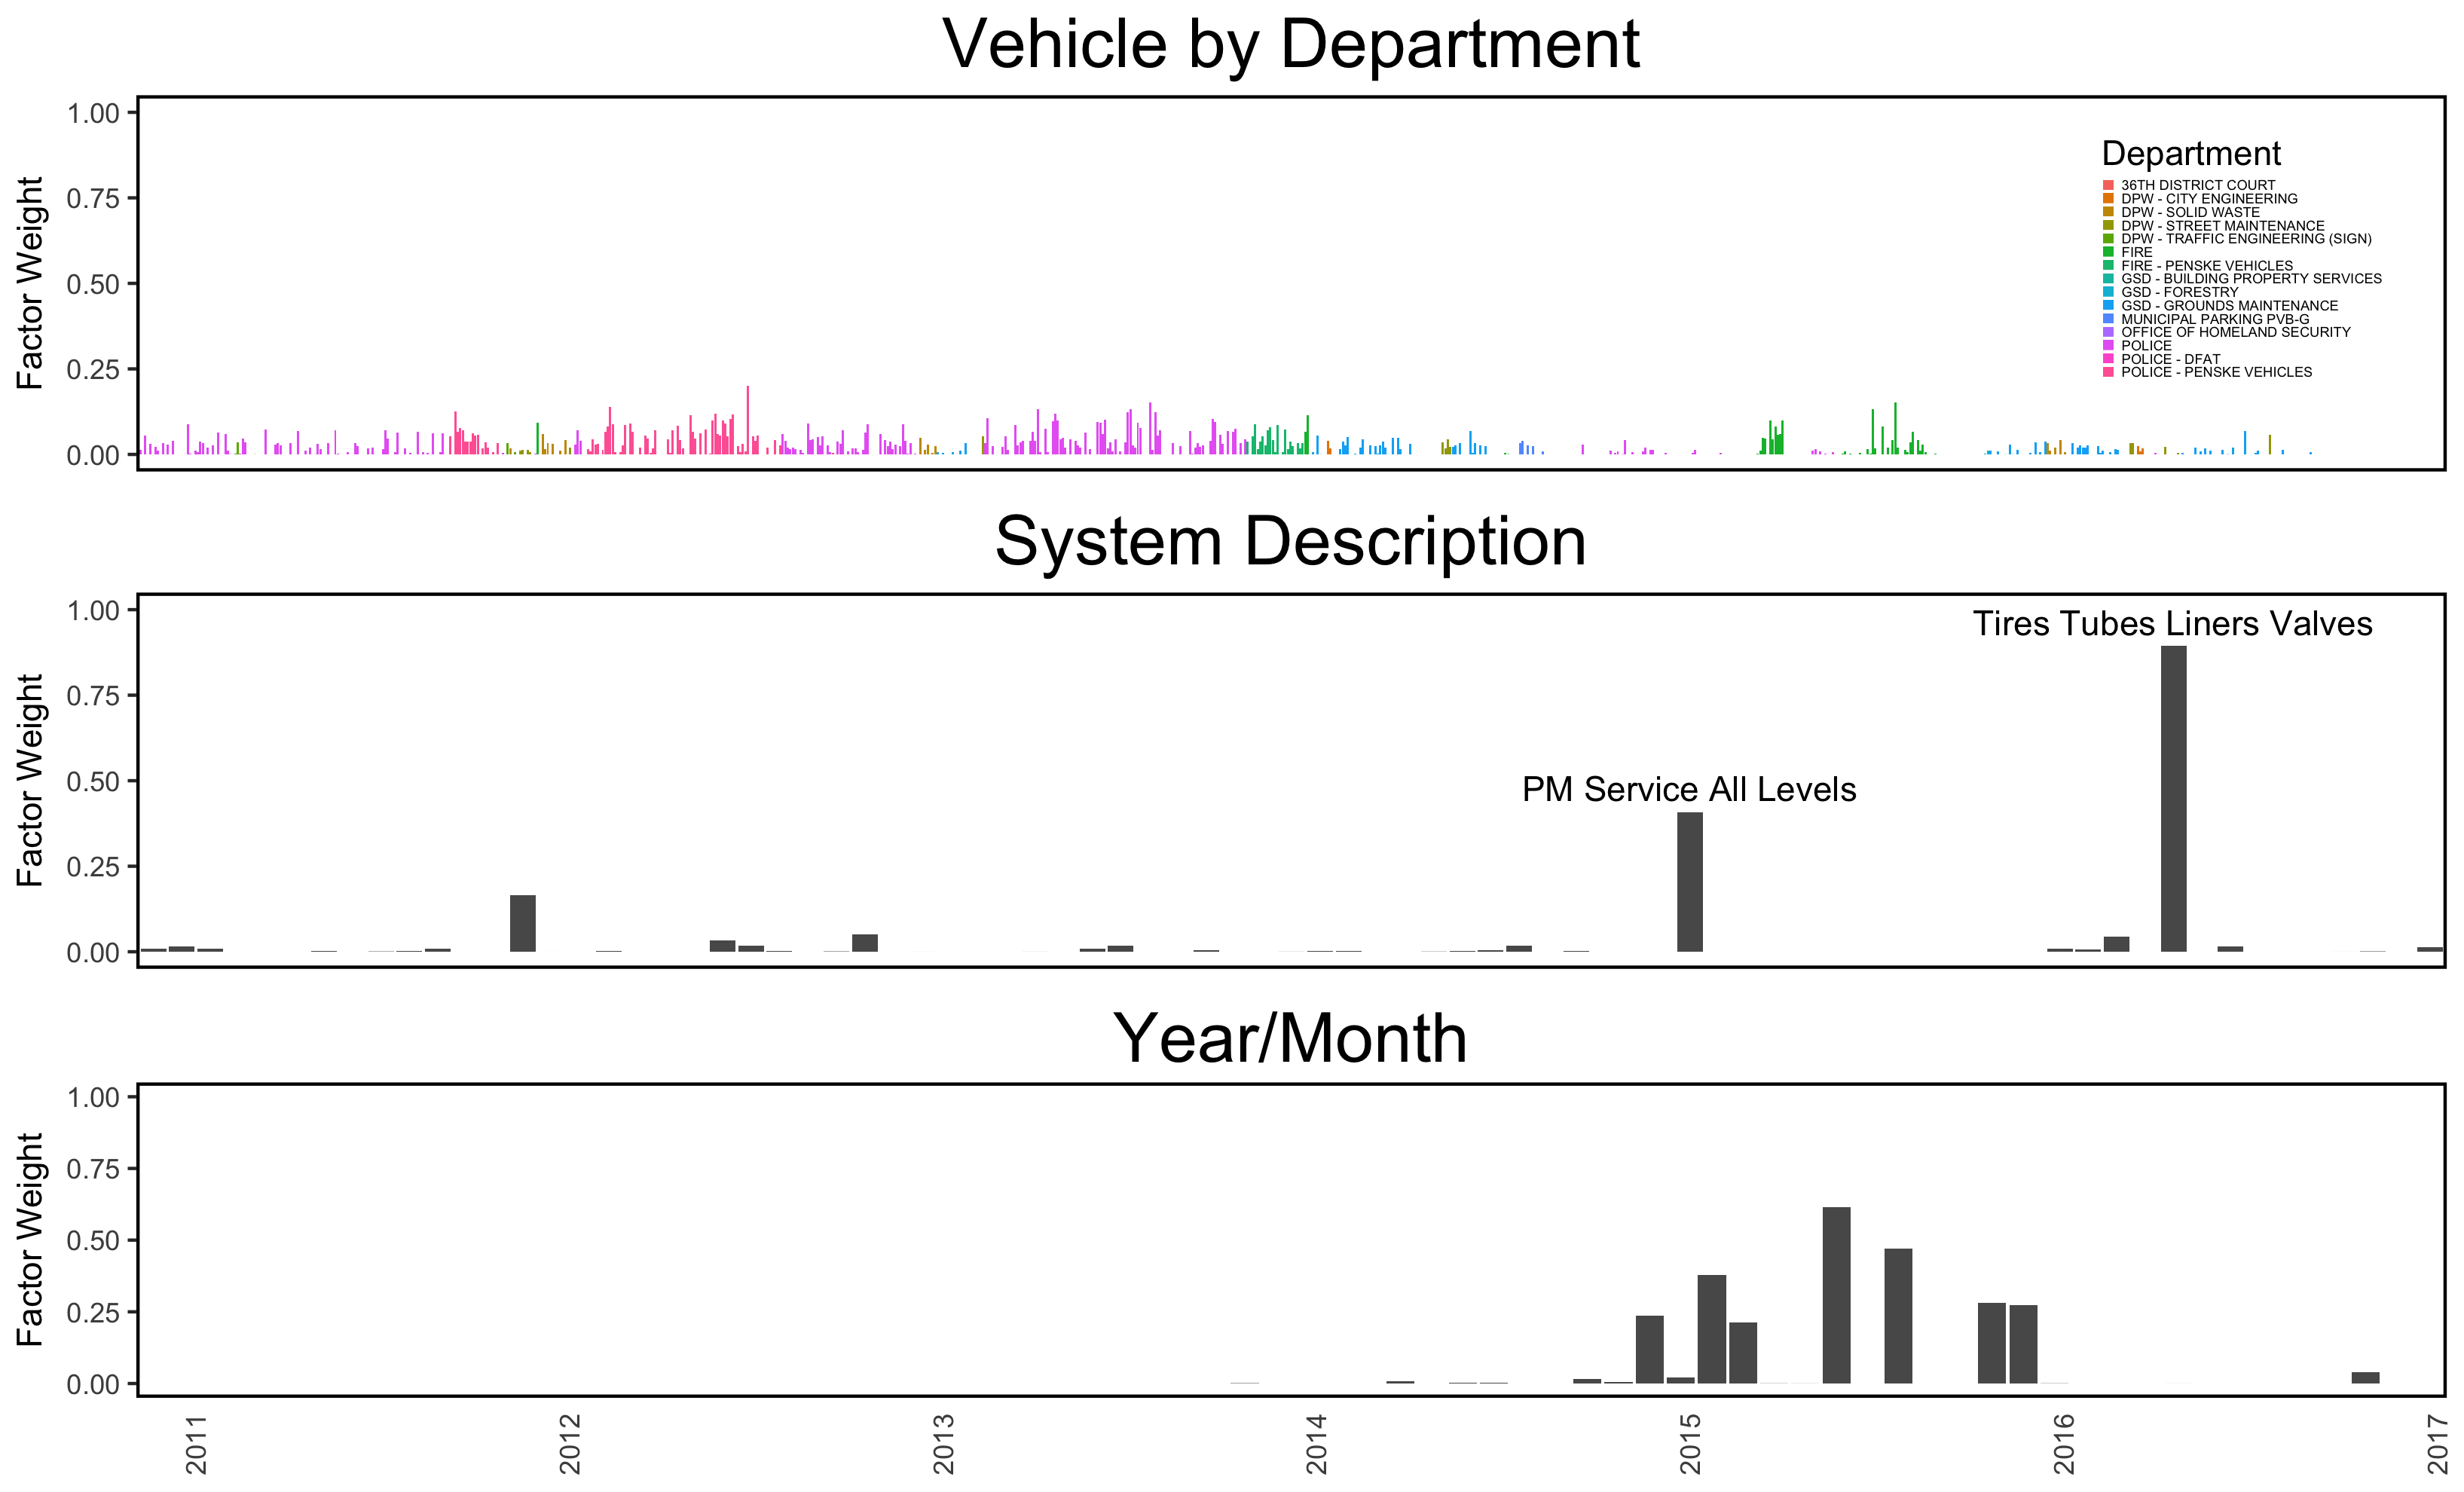 Vehicle by Department
Factor Weight
1.00
0.75
0.50
0.25
0.00
Department
36TH DISTRICT COURT
DPW - CITY ENGINEERING
DPW - SOLID WASTE
DPW - STREET MAINTENANCE
DPW - TRAFFIC ENGINEERING (SIGN)
FIRE
FIRE - PENSKE VEHICLES
GSD - BUILDING PROPERTY SERVICES
GSD - FORESTRY
GSD - GROUNDS MAINTENANCE
MUNICIPAL PARKING PVB-G
OFFICE OF HOMELAND SECURITY
POLICE
POLICE - DFAT
POLICE - PENSKE VEHICLES
System Description
Factor Weight
1.00
0.75
0.50
0.25
0.00
Tires Tubes Liners Valves
PM Service All Levels
Year/Month
Factor Weight
1.00
0.75
0.50
0.25
0.00
2011
2012
2013
2014
2015
2016
2017